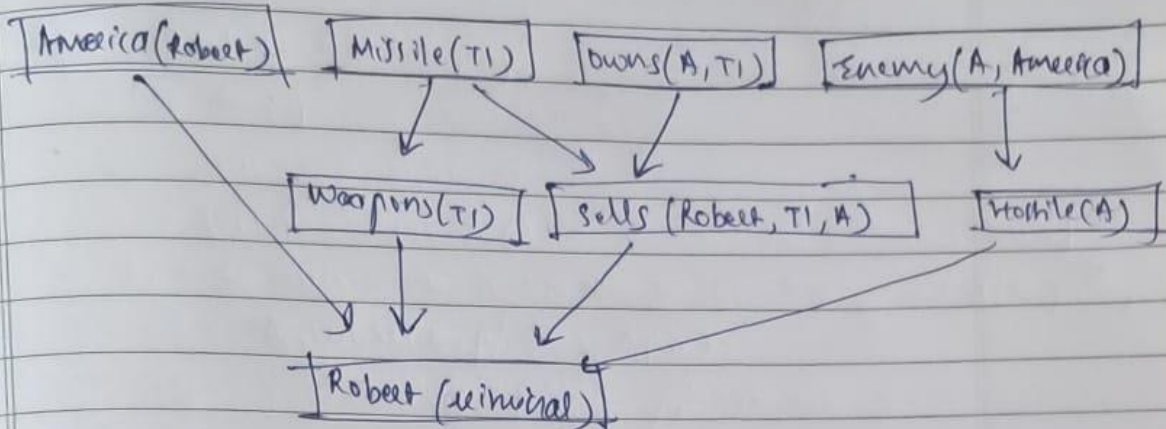 America(Robert) Missile(T1) Owns(A, T1) Enemy(A, America)
Weapons(T1) Sells (Robert, T1, A) Hostile(A)
Robert (criminal)